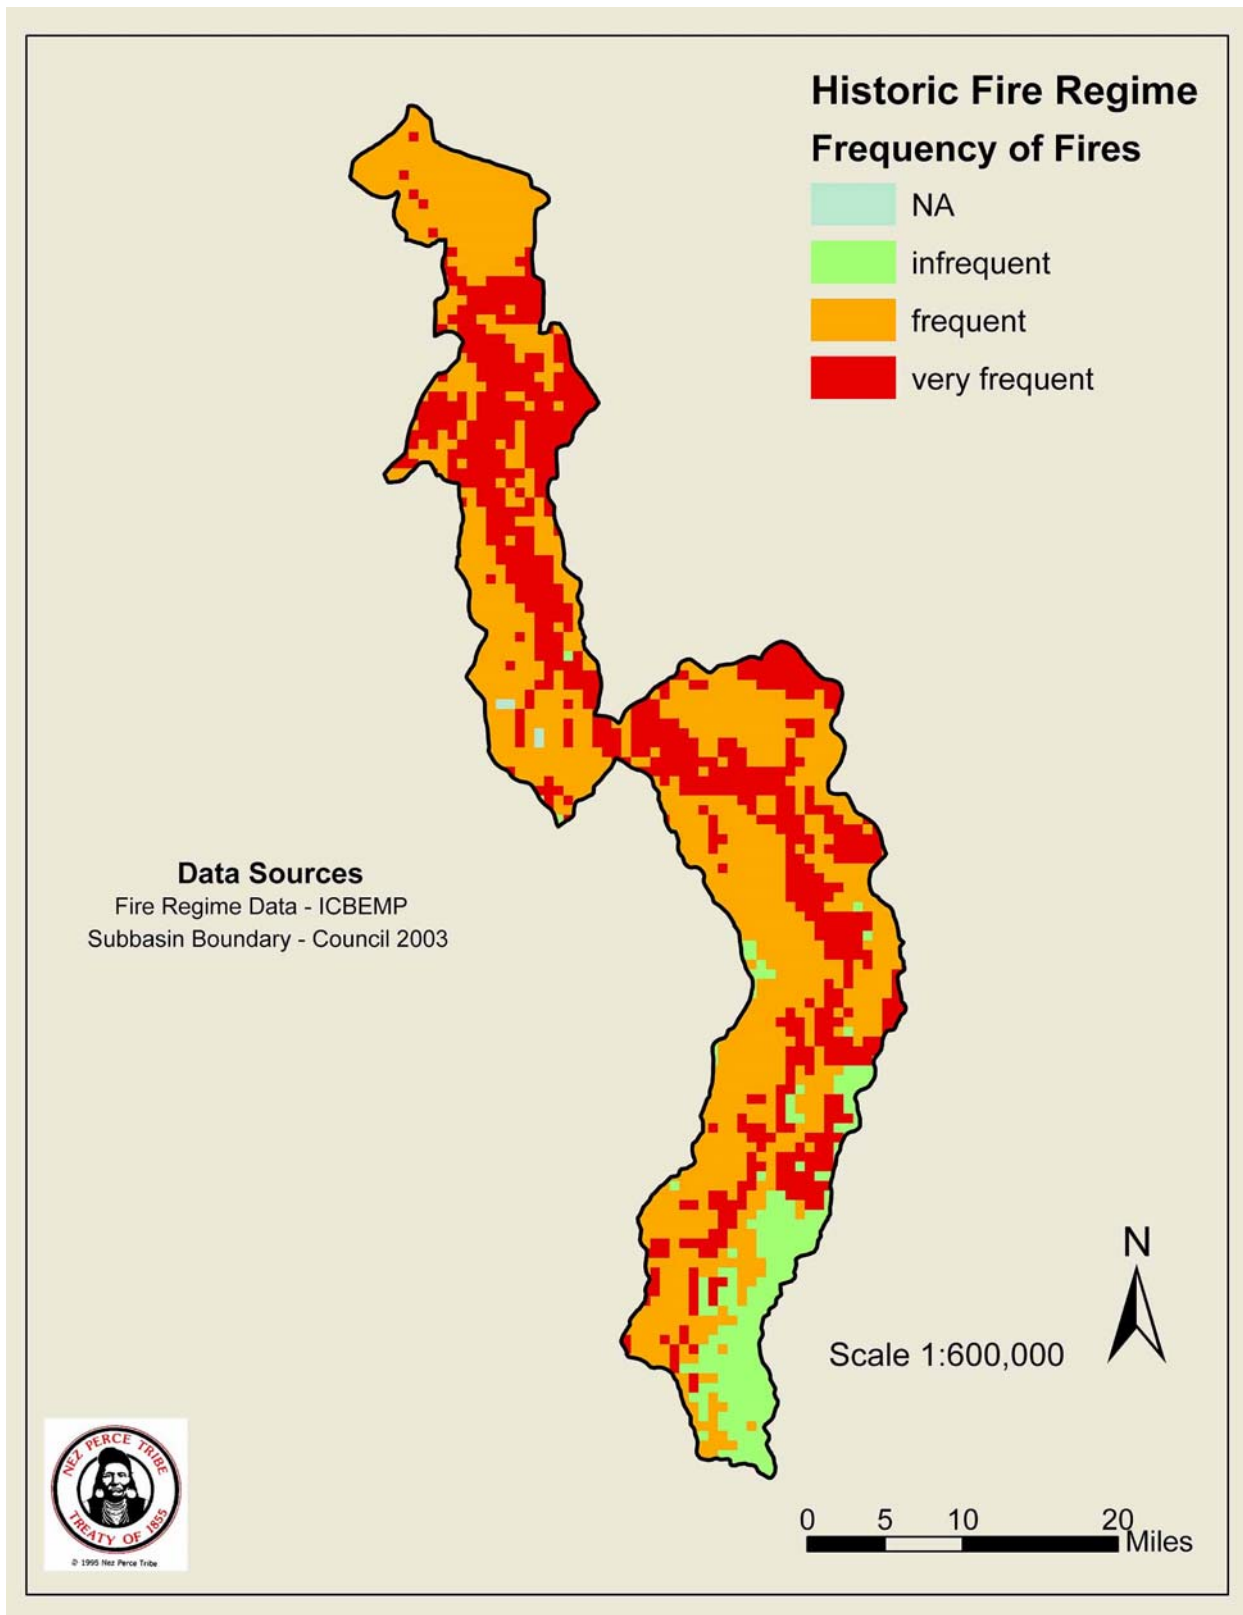 Historic Fire Regime
Frequency of Fires
NA
infrequent
frequent
very frequent
Data Sources
Fire Regime Data - ICBEMP
Subbasin Boundary - Council 2003
N
Scale 1:600,000
NEZ PERCE TRIBE
TREATY OF 1855
© 1995 Nez Perce Tribe
0 5 10 20
Miles